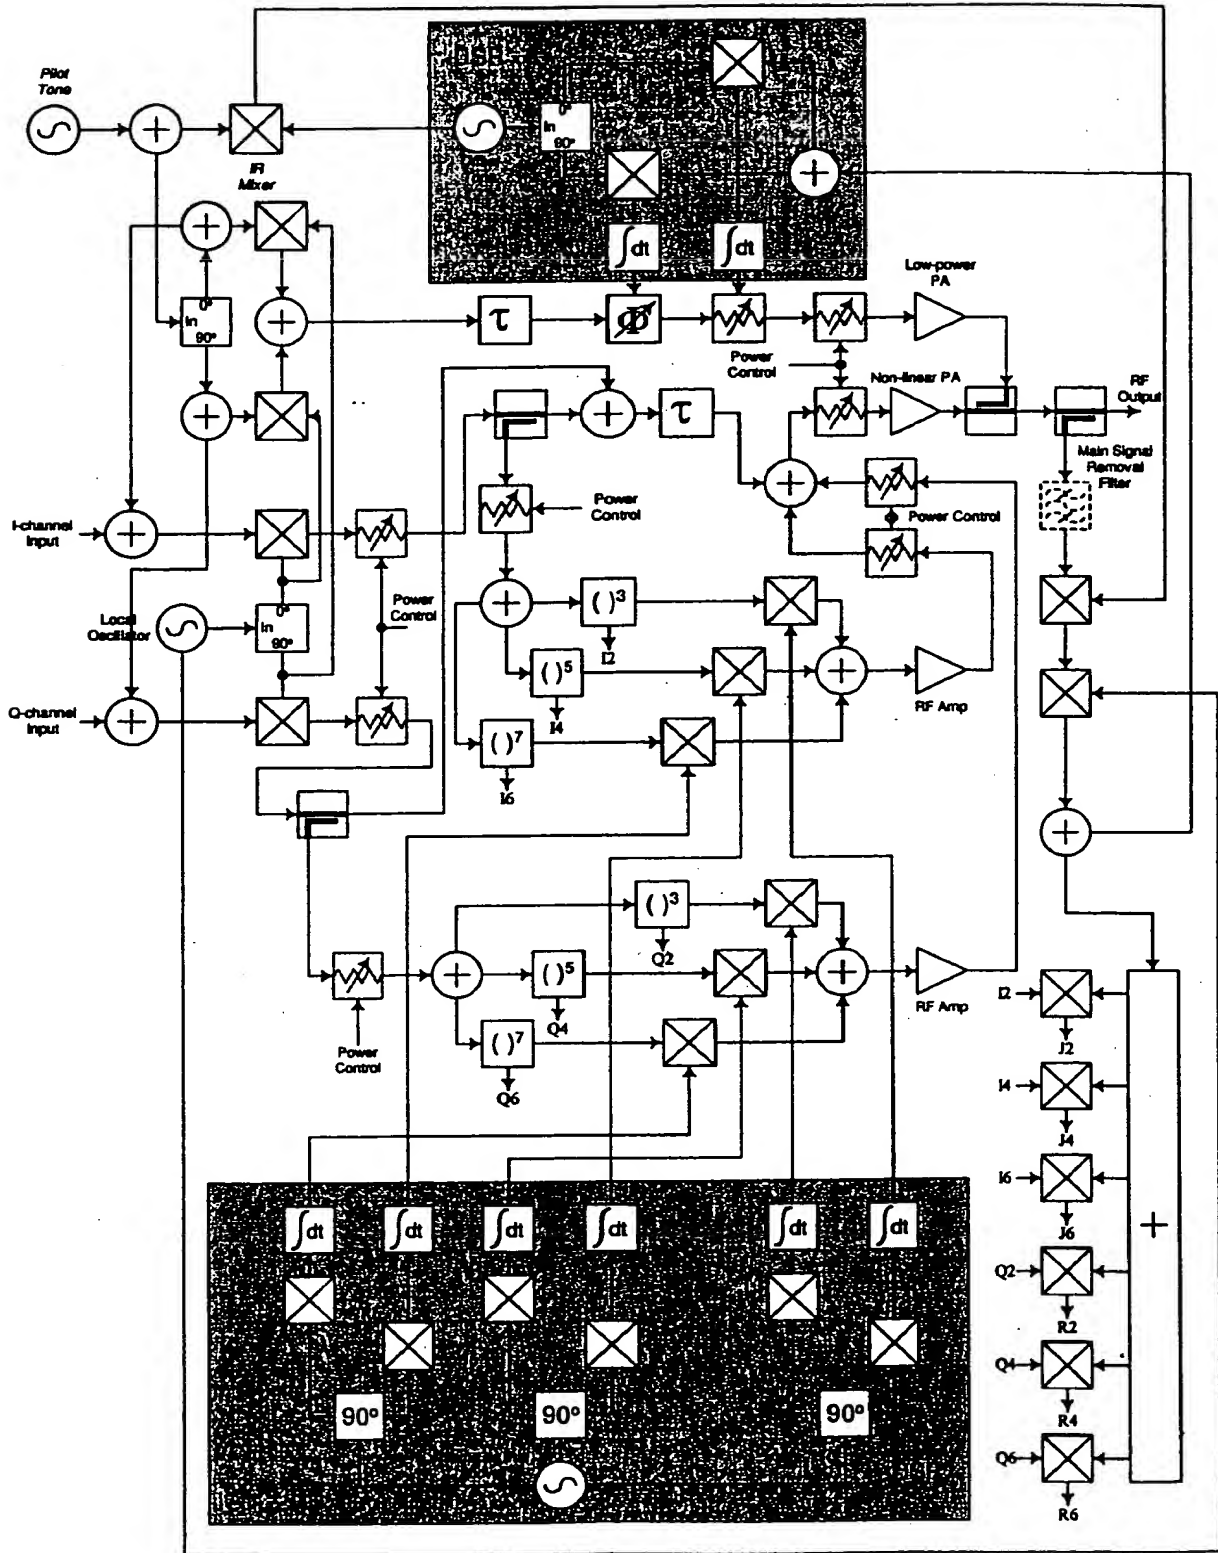 Pilot
Tone
IR
Mixer
DSP
0°
In
90°
∫dt
∫dt
Low-power
PA
0°
In
90°
τ
Φ
Power
Control
Non-linear PA
RF
Output
τ
Main Signal
Removal
Filter
Power
Control
Power Control
I-channel
Input
Local
Oscillator
0°
In
90°
Power
Control
( )3
I2
( )5
I4
RF Amp
Q-channel
Input
( )7
I6
( )3
Q2
( )5
Q4
RF Amp
( )7
Q6
Power
Control
I2
J2
I4
J4
I6
J6
Q2
R2
Q4
R4
Q6
R6
∫dt
∫dt
∫dt
∫dt
∫dt
∫dt
90°
90°
90°